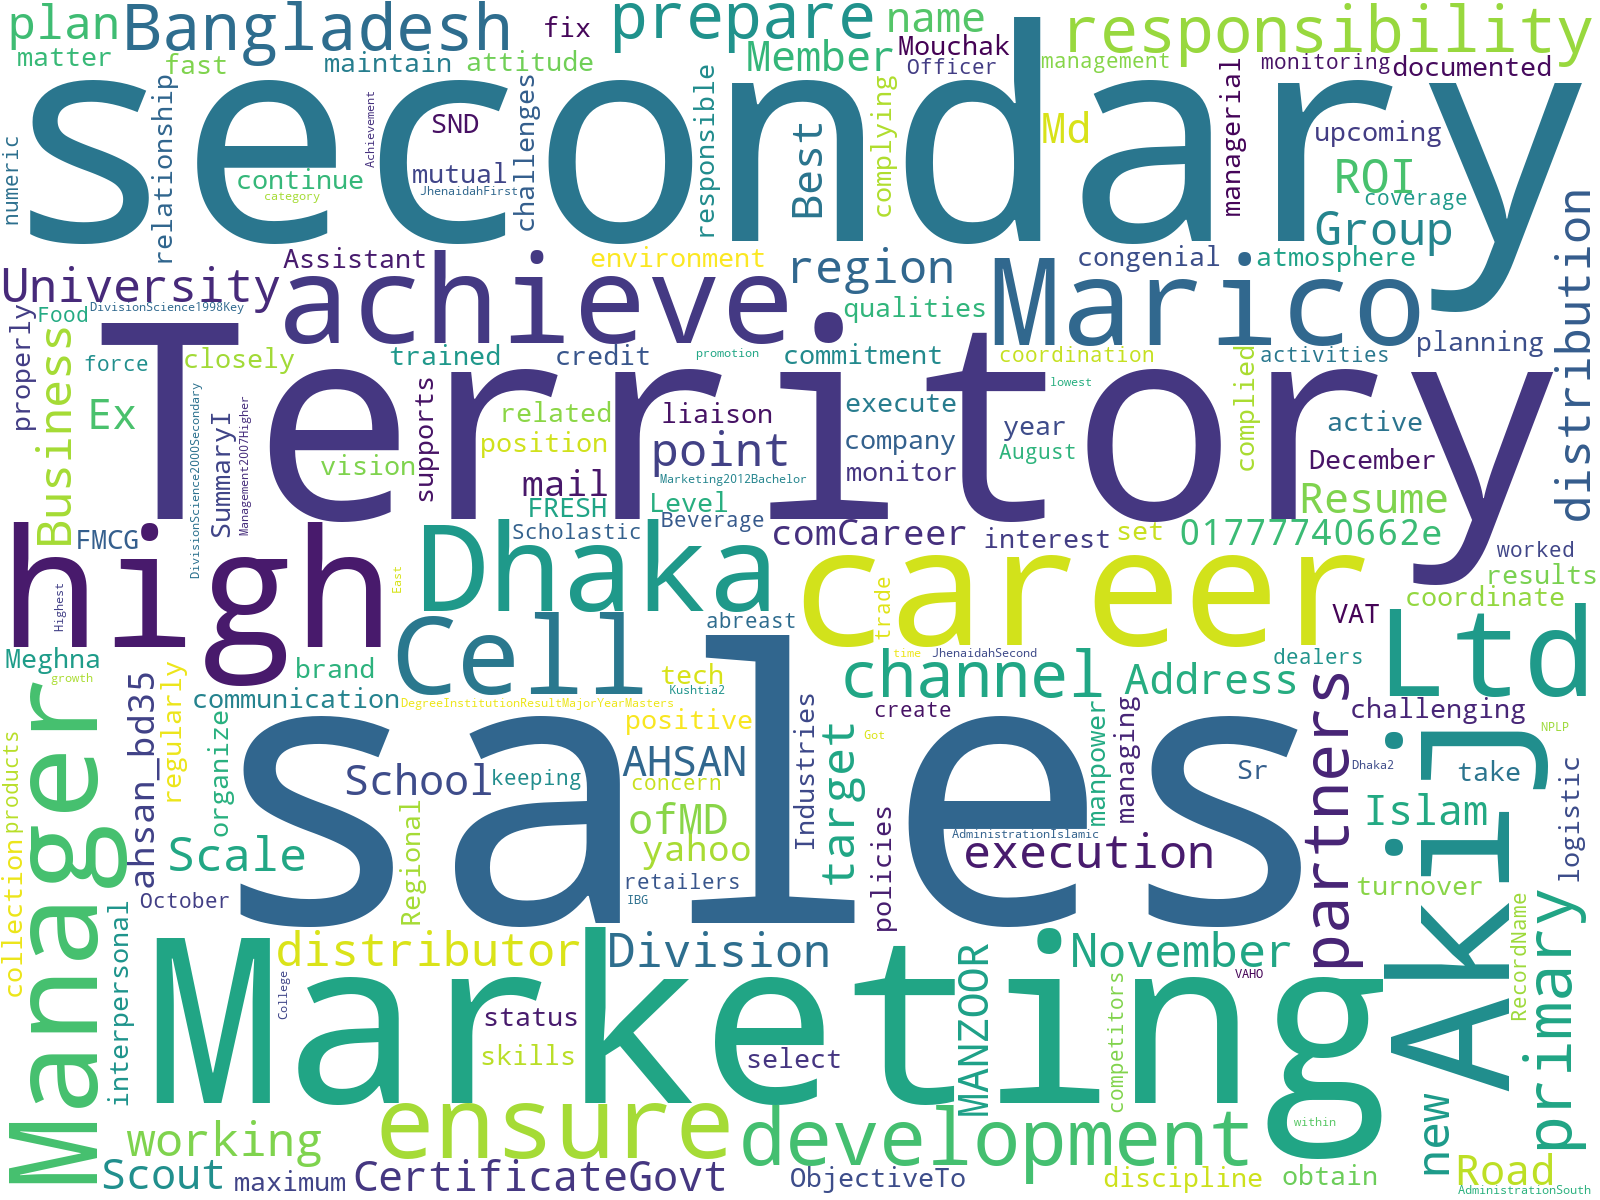 plan
Bangladesh
fix
prepare
name
responsibility
matter
fast
maintain
attitude
Member
Mouchak
Officer
management
monitoring
documented
secondary
numeric
relationship
SND
Achievement
challenges
responsible
Best
complying
Md
managerial
upcoming
ROI
coverage
Group
distribution
continue
category
mutual
JhenaidahFirst
University
Assistant
achieve
environment
region
Marico
congenial
atmosphere
qualities
DivisionScience1998Key
Food
properly
Business
force
closely
trained
credit
promotion
commitment
coordination
lowest
activities
planning
Territory
Ex
DivisionScience2000Secondary
SummaryI
Management2007Higher
vision
supports
related
position
mail
FRESH
Scholastic
liaison
point
Marketing2012Bachelor
Level
Beverage
execute
company
monitor
year
August
complied
active
December
Resume
FMCG
comCareer
interest
set
01777740662e
worked
results
coordinate
high
Highest
East
Dhaka
Cell
career
abreast
trade
VAT
Ltd
Meghna
growth
brand
communication
tech
Kushtia2
time
JhenaidahSecond
channel
Address
dealers
partners
challenging
NPLP
Manager
products
collection
ahsan_bd35
regularly
organize
DegreeInstitutionResultMajorYearMasters
positive
create
Got
sales
School
keeping
AHSAN
concern
Industries
target
manpower
managing
Sr
Dhaka2
take
Akij
logistic
Scale
Regional
ofMD
yahoo
AdministrationIslamic
execution
Islam
turnover
October
retailers
IBG
policies
primary
RecordName
interpersonal
distributor
Division
November
College
VAHO
Marketing
status
skills
select
MANZOOR
competitors
working
ensure
development
within
new
Scout
maximum
CertificateGovt
ObjectiveTo
discipline
obtain
Road
AdministrationSouth